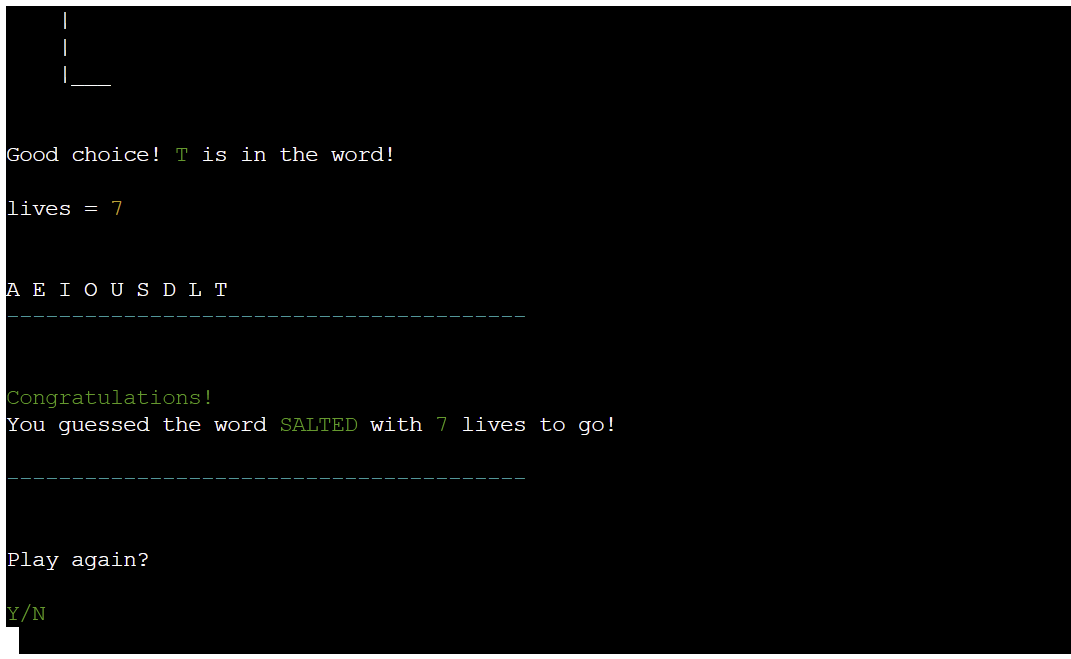 |
|
|___
Good choice! T is in the word!
lives = 7
A E I O U S D L T
----------------------------------------
Congratulations!
You guessed the word SALTED with 7 lives to go!
----------------------------------------
Play again?
Y/N